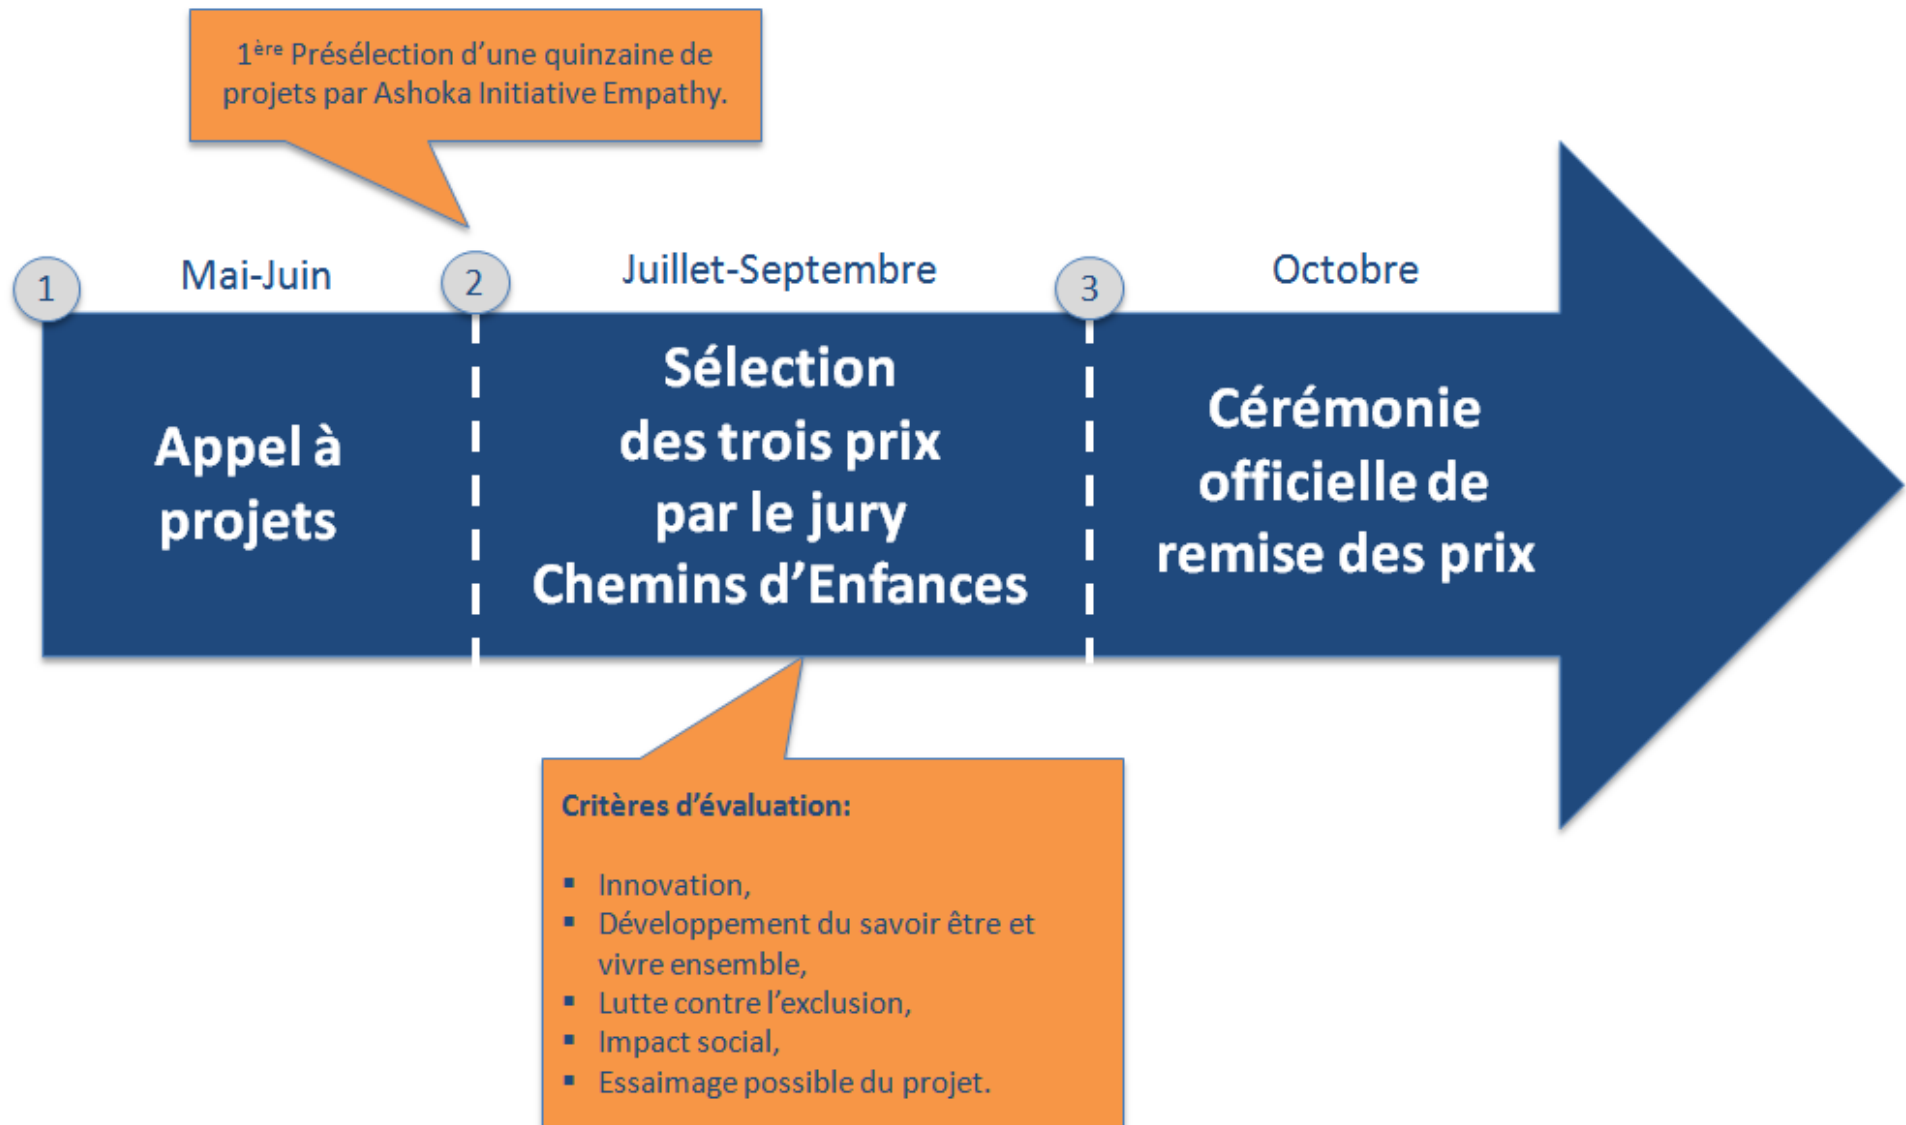 1ère Présélection d’une quinzaine de
projets par Ashoka Initiative Empathy.
1
Mai-Juin
2
Juillet-Septembre
3
Octobre
Appel à
projets
Sélection
des trois prix
par le jury
Chemins d’Enfances
Cérémonie
officielle de
remise des prix
Critères d’évaluation:
▪ Innovation,
▪ Développement du savoir être et
vivre ensemble,
▪ Lutte contre l’exclusion,
▪ Impact social,
▪ Essaimage possible du projet.